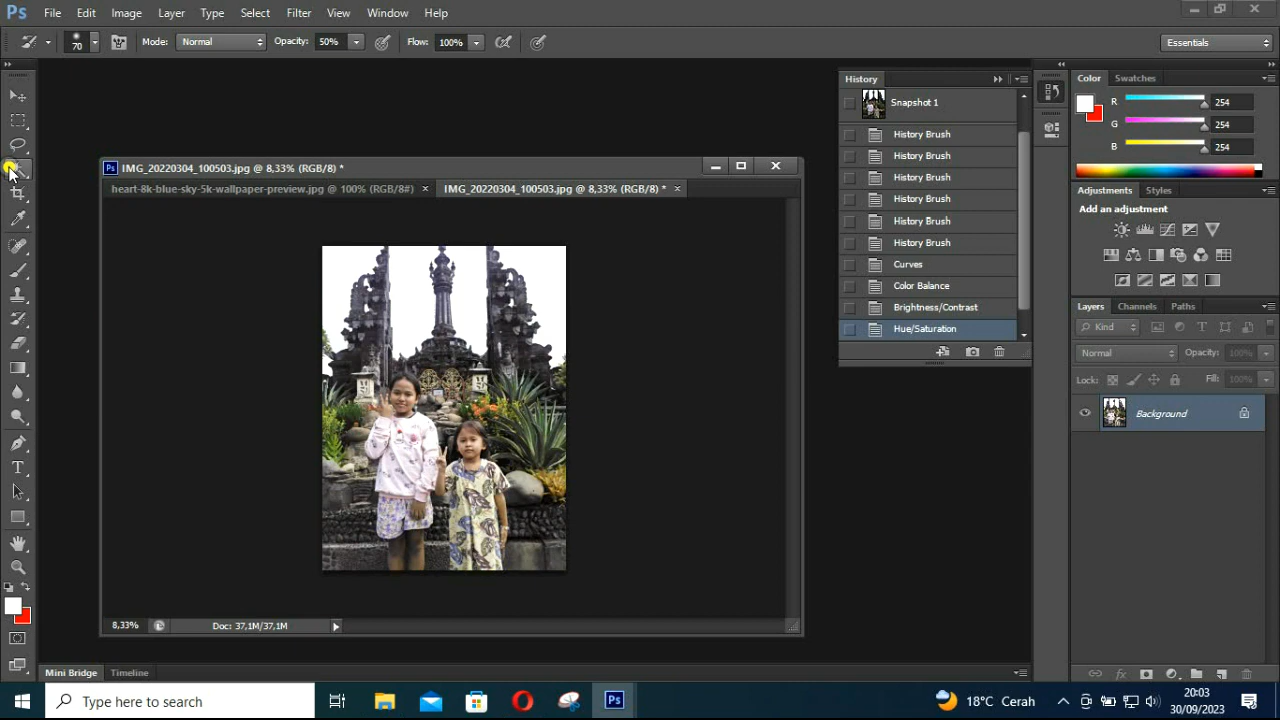 Ps File Edit Image Layer Type Select Filter View Window Help
70 Mode: Normal Opacity: 50% Flow: 100% Essentials
History
Snapshot 1
History Brush
History Brush
History Brush
History Brush
History Brush
History Brush
Curves
Color Balance
Brightness/Contrast
Hue/Saturation
Color Swatches
R 254
G 254
B 254
Adjustments Styles
Add an adjustment
Layers Channels Paths
Kind
Normal Opacity: 100%
Lock: Fill: 100%
Background
Ps IMG_20220304_100503.jpg @ 8,33% (RGB/8) *
heart-8k-blue-sky-5k-wallpaper-preview.jpg @ 100% (RGB/8#) IMG_20220304_100503.jpg @ 8,33% (RGB/8) *
8,33% Doc: 37,1M/37,1M
Mini Bridge Timeline
Type here to search Ps 18°C Cerah 20:03
30/09/2023